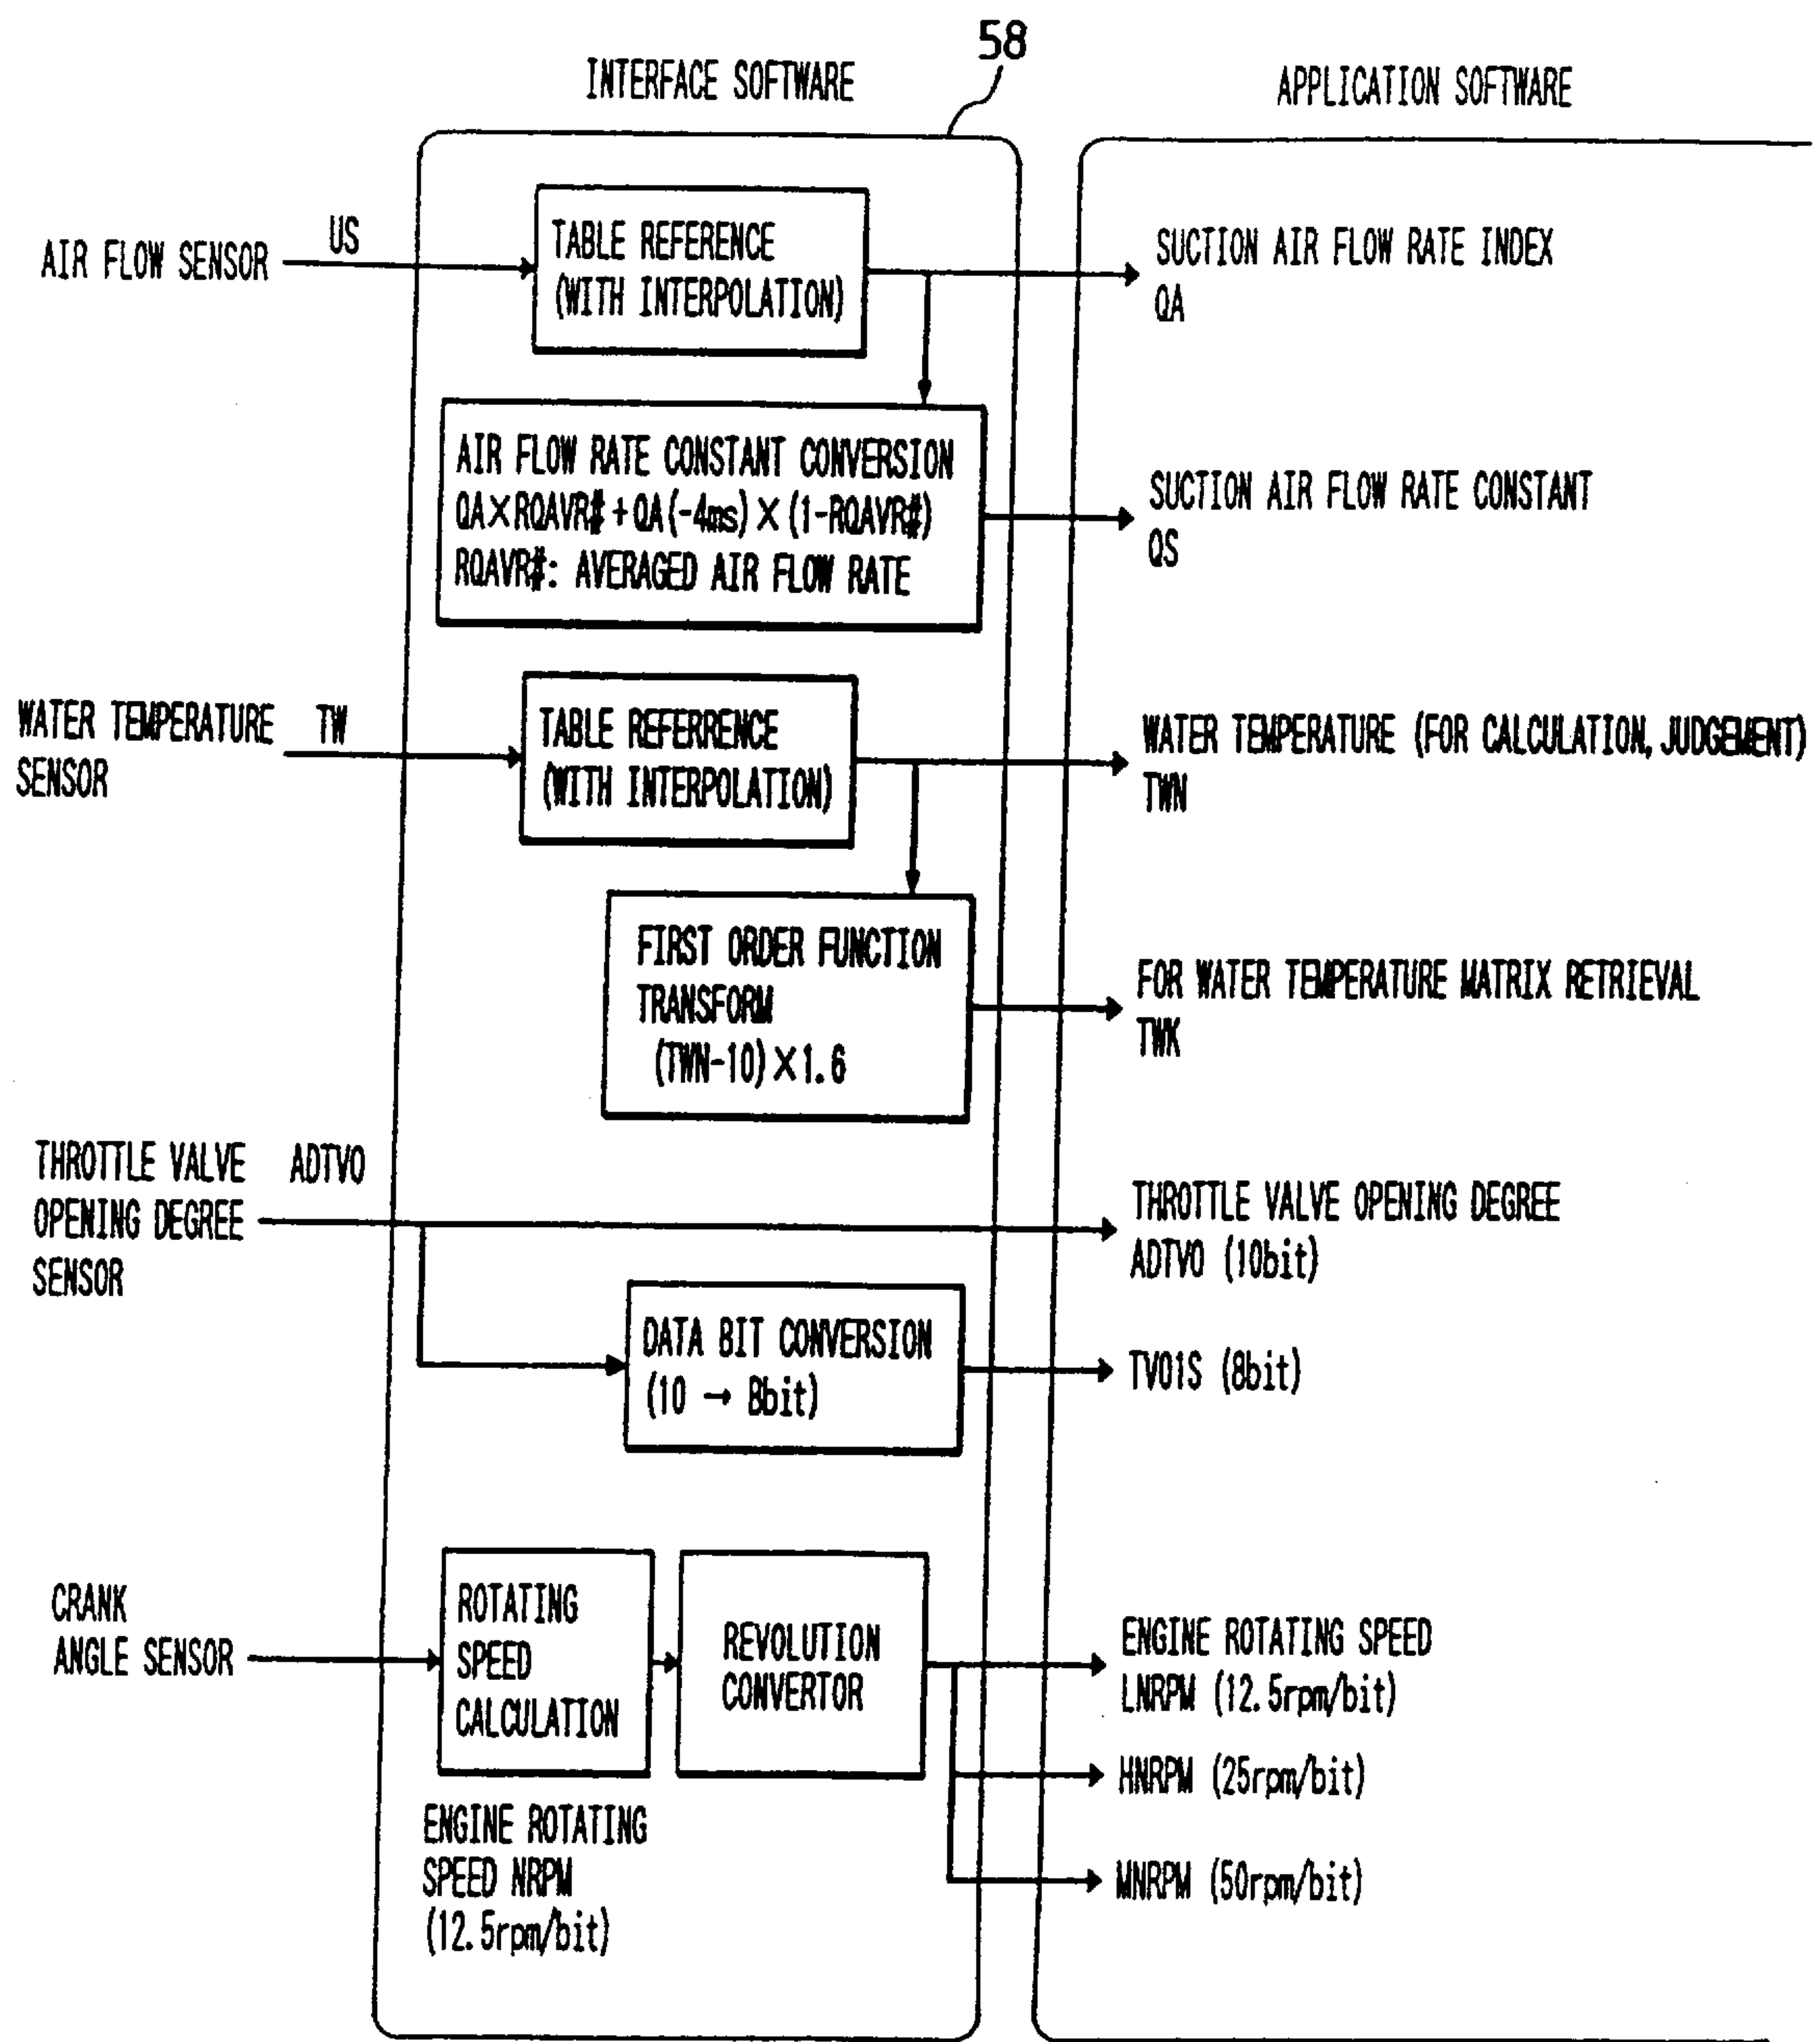 58
INTERFACE SOFTWARE
APPLICATION SOFTWARE
AIR FLOW SENSOR
US
TABLE REFERENCE
(WITH INTERPOLATION)
SUCTION AIR FLOW RATE INDEX
QA
AIR FLOW RATE CONSTANT CONVERSION
QA×RQAVR#+QA(-4ms)×(1-RQAVR#)
RQAVR#: AVERAGED AIR FLOW RATE
SUCTION AIR FLOW RATE CONSTANT
QS
WATER TEMPERATURE
SENSOR
TW
TABLE REFERRENCE
(WITH INTERPOLATION)
WATER TEMPERATURE (FOR CALCULATION, JUDGEMENT)
TWN
FIRST ORDER FUNCTION
TRANSFORM
(TWN-10)×1.6
FOR WATER TEMPERATURE MATRIX RETRIEVAL
TWK
THROTTLE VALVE
OPENING DEGREE
SENSOR
ADTVO
THROTTLE VALVE OPENING DEGREE
ADTVO (10bit)
DATA BIT CONVERSION
(10 → 8bit)
TVO1S (8bit)
CRANK
ANGLE SENSOR
ROTATING
SPEED
CALCULATION
REVOLUTION
CONVERTOR
ENGINE ROTATING SPEED
LNRPM (12.5rpm/bit)
HNRPM (25rpm/bit)
MNRPM (50rpm/bit)
ENGINE ROTATING
SPEED NRPM
(12.5rpm/bit)